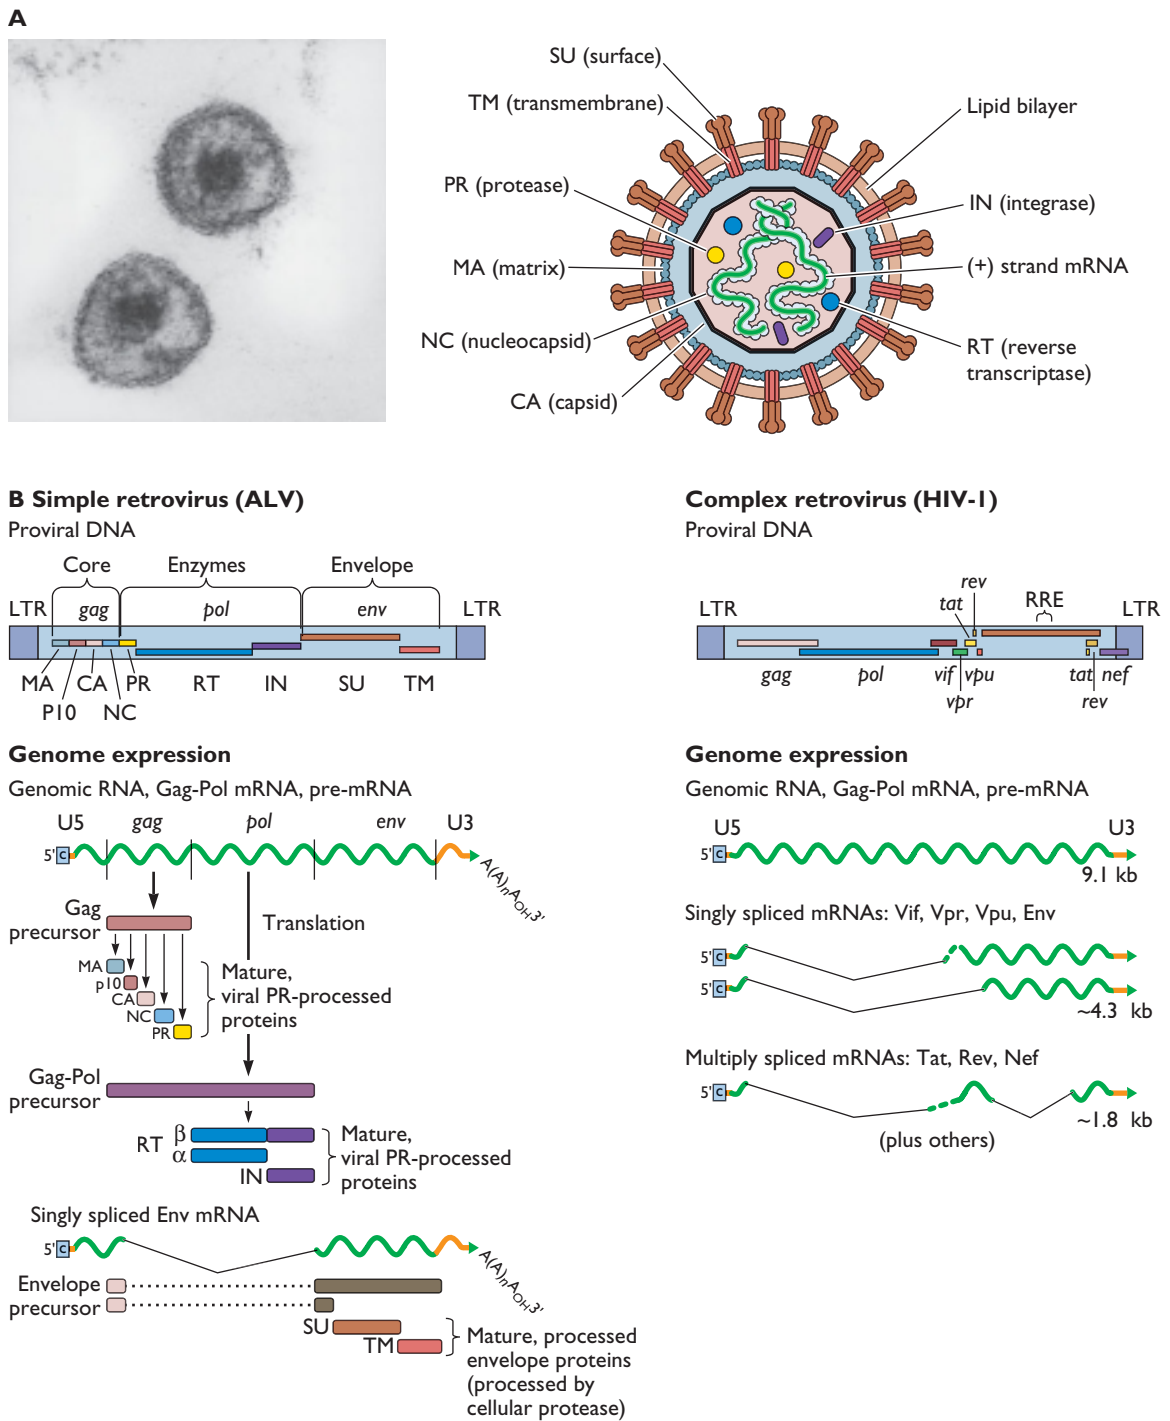 A
SU (surface)
TM (transmembrane)
PR (protease)
MA (matrix)
NC (nucleocapsid)
CA (capsid)
Lipid bilayer
IN (integrase)
(+) strand mRNA
RT (reverse
transcriptase)
B Simple retrovirus (ALV)
Proviral DNA
Core
Enzymes
Envelope
LTR
gag
pol
env
LTR
MA
CA
PR
RT
IN
SU
TM
P10
NC
Genome expression
Genomic RNA, Gag-Pol mRNA, pre-mRNA
U5
gag
pol
env
U3
5'
C
A(A)nAOH3'
Gag
precursor
Translation
MA
p10
CA
NC
PR
Mature,
viral PR-processed
proteins
Gag-Pol
precursor
RT
β
α
IN
Mature,
viral PR-processed
proteins
Singly spliced Env mRNA
5'
C
A(A)nAOH3'
Envelope
precursor
SU
TM
Mature, processed
envelope proteins
(processed by
cellular protease)
Complex retrovirus (HIV-1)
Proviral DNA
rev
tat
RRE
LTR
LTR
gag
pol
vif
vpu
tat
nef
vpr
rev
Genome expression
Genomic RNA, Gag-Pol mRNA, pre-mRNA
U5
U3
5'
C
9.1 kb
Singly spliced mRNAs: Vif, Vpr, Vpu, Env
5'
C
5'
C
~4.3 kb
Multiply spliced mRNAs: Tat, Rev, Nef
5'
C
~1.8 kb
(plus others)